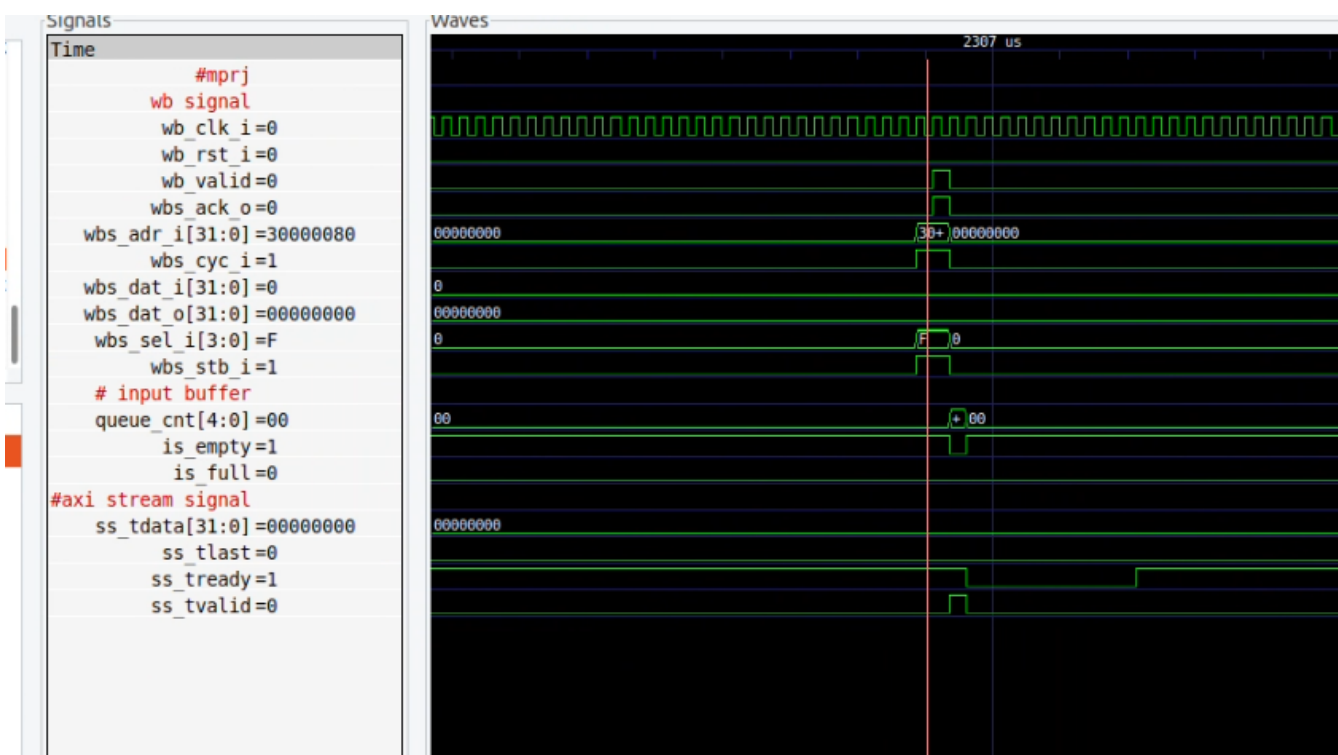 Signals
Waves
Time
2307 us
#mprj
wb signal
wb_clk_i=0
wb_rst_i=0
wb_valid=0
wbs_ack_o=0
wbs_adr_i[31:0]=30000080
00000000 30+ 00000000
wbs_cyc_i=1
wbs_dat_i[31:0]=0
0
wbs_dat_o[31:0]=00000000
00000000
wbs_sel_i[3:0]=F
0 F 0
wbs_stb_i=1
# input buffer
queue_cnt[4:0]=00
00 + 00
is_empty=1
is_full=0
#axi stream signal
ss_tdata[31:0]=00000000
00000000
ss_tlast=0
ss_tready=1
ss_tvalid=0